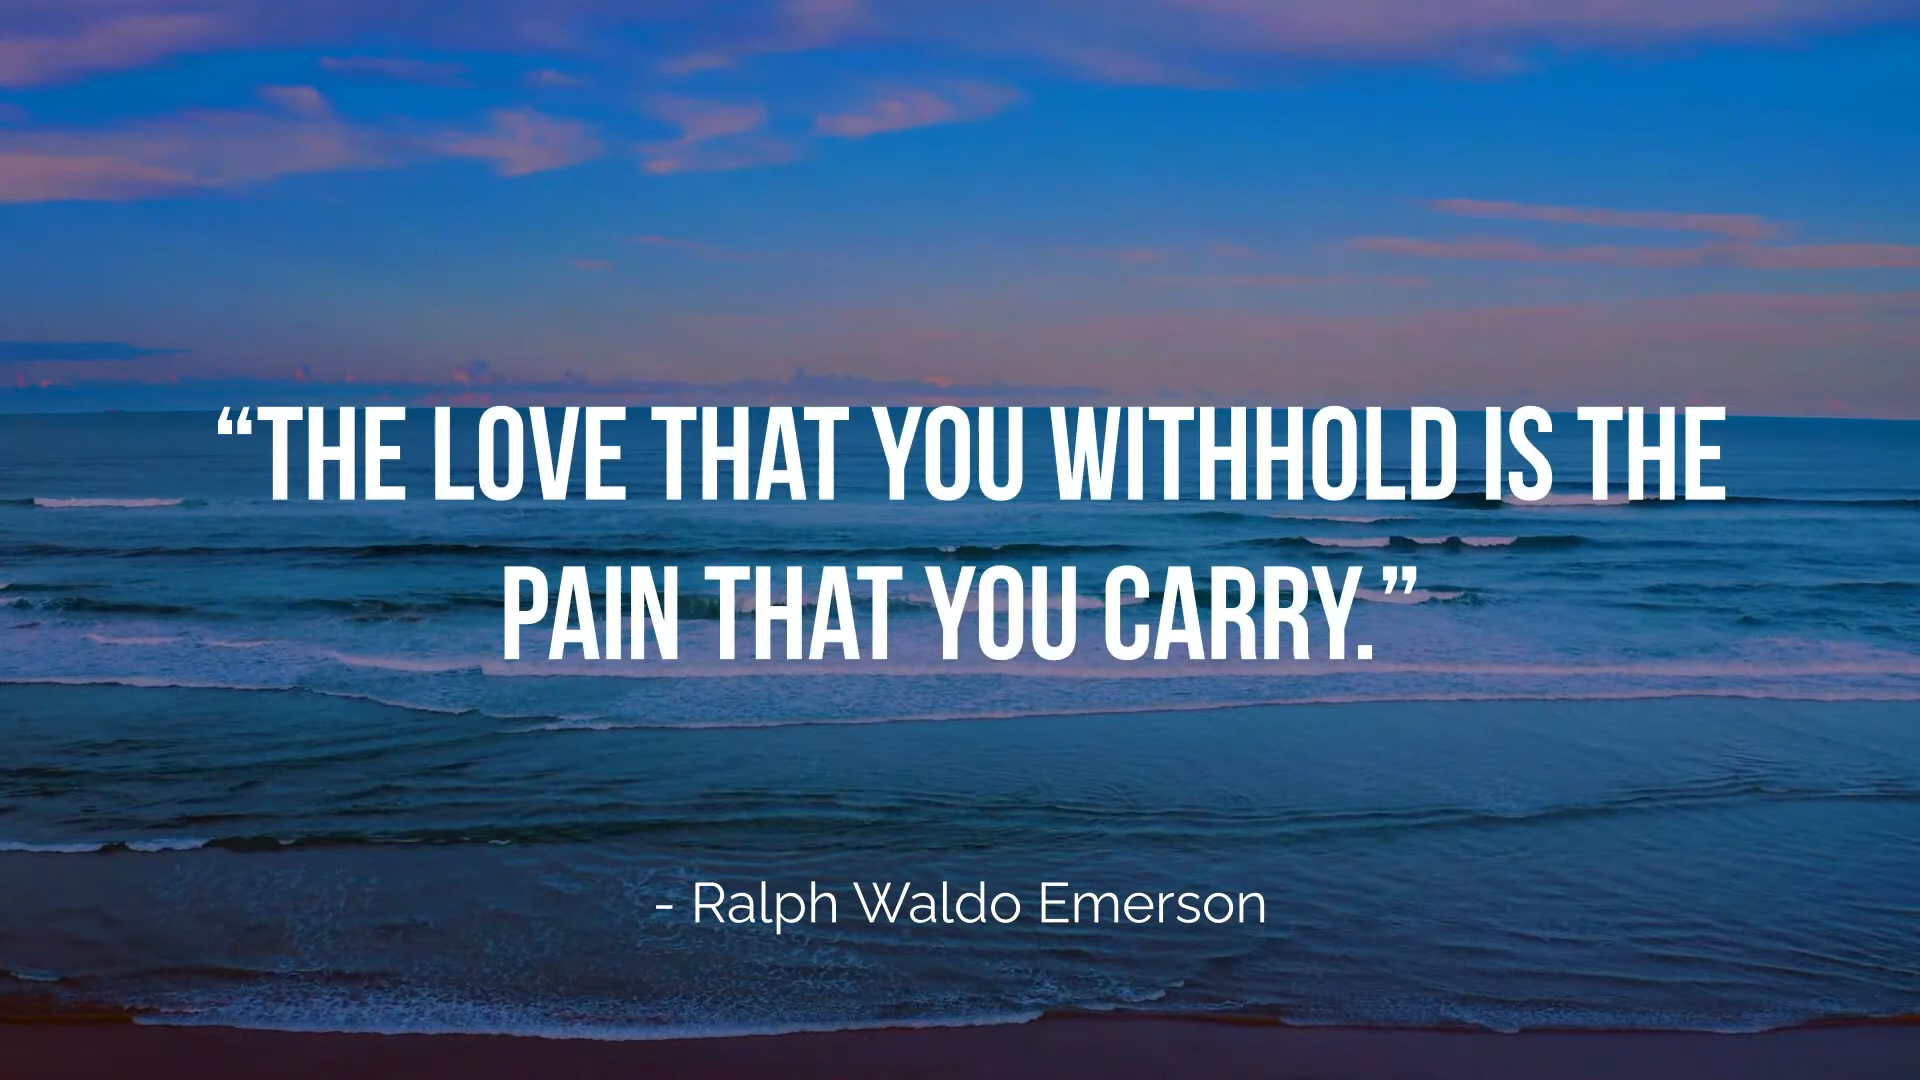 “THE LOVE THAT YOU WITHHOLD IS THE
PAIN THAT YOU CARRY.”
- Ralph Waldo Emerson